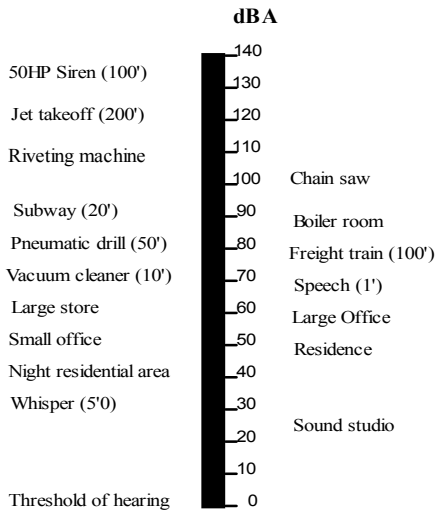 dBA
140
50HP Siren (100')
130
Jet takeoff (200')
120
Riveting machine
110
100
Chain saw
Subway (20')
90
Boiler room
Pneumatic drill (50')
80
Freight train (100')
Vacuum cleaner (10')
70
Speech (1')
Large store
60
Large Office
Small office
50
Residence
Night residential area
40
Whisper (5'0)
30
Sound studio
20
10
Threshold of hearing
0